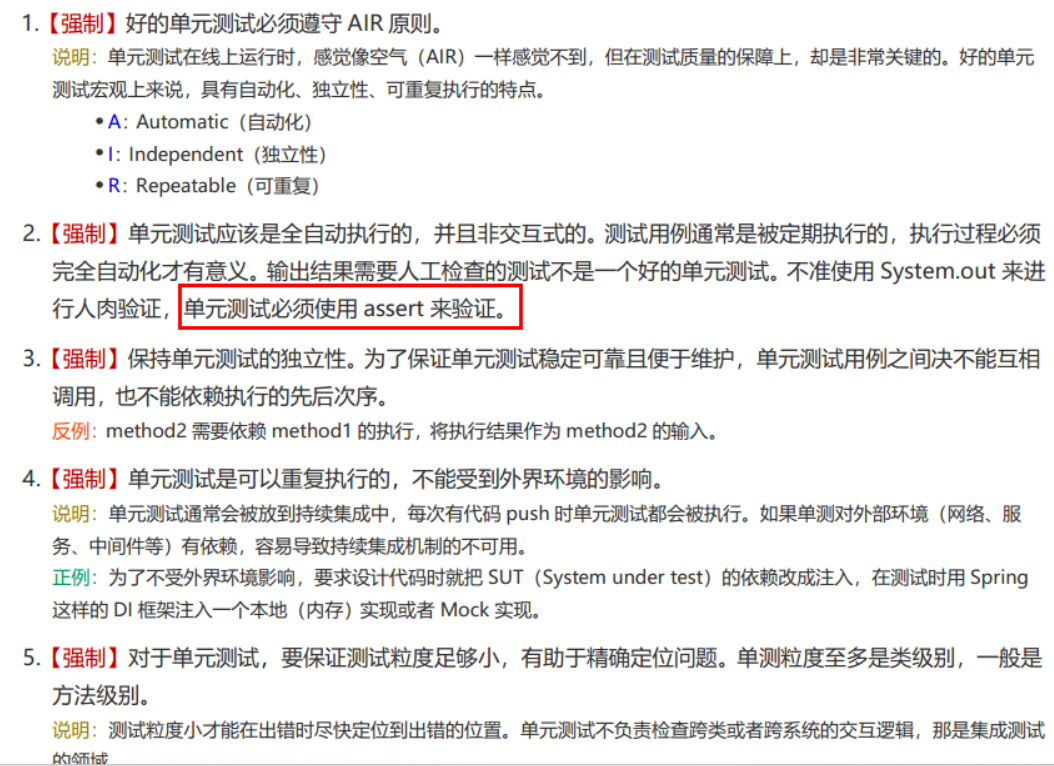 1.【强制】好的单元测试必须遵守 AIR 原则。
说明：单元测试在线上运行时，感觉像空气（AIR）一样感觉不到，但在测试质量的保障上，却是非常关键的。好的单元
测试宏观上来说，具有自动化、独立性、可重复执行的特点。
•A：Automatic（自动化）
•I：Independent（独立性）
•R：Repeatable（可重复）
2.【强制】单元测试应该是全自动执行的，并且非交互式的。测试用例通常是被定期执行的，执行过程必须
完全自动化才有意义。输出结果需要人工检查的测试不是一个好的单元测试。不准使用 System.out 来进
行人肉验证，单元测试必须使用 assert 来验证。
3.【强制】保持单元测试的独立性。为了保证单元测试稳定可靠且便于维护，单元测试用例之间决不能互相
调用，也不能依赖执行的先后次序。
反例：method2 需要依赖 method1 的执行，将执行结果作为 method2 的输入。
4.【强制】单元测试是可以重复执行的，不能受到外界环境的影响。
说明：单元测试通常会被放到持续集成中，每次有代码 push 时单元测试都会被执行。如果单测对外部环境（网络、服
务、中间件等）有依赖，容易导致持续集成机制的不可用。
正例：为了不受外界环境影响，要求设计代码时就把 SUT（System under test）的依赖改成注入，在测试时用 Spring
这样的 DI 框架注入一个本地（内存）实现或者 Mock 实现。
5.【强制】对于单元测试，要保证测试粒度足够小，有助于精确定位问题。单测粒度至多是类级别，一般是
方法级别。
说明：测试粒度小才能在出错时尽快定位到出错的位置。单元测试不负责检查跨类或者跨系统的交互逻辑，那是集成测试
的领域